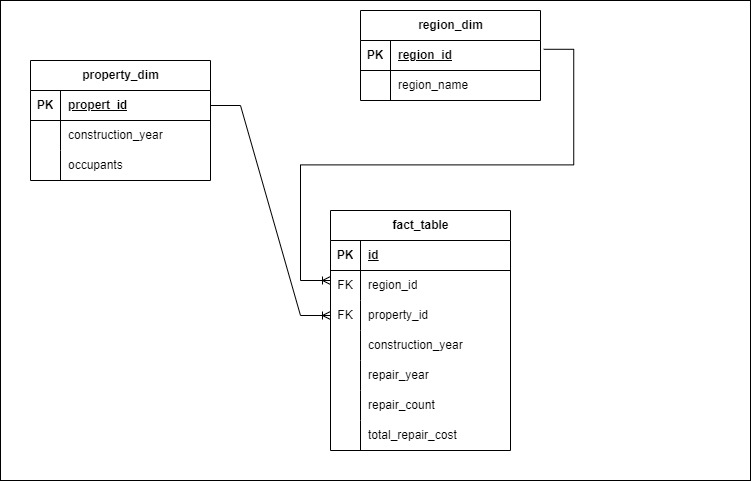 region_dim
PK region_id
region_name
property_dim
PK propert_id
construction_year
occupants
fact_table
PK id
FK region_id
FK property_id
construction_year
repair_year
repair_count
total_repair_cost